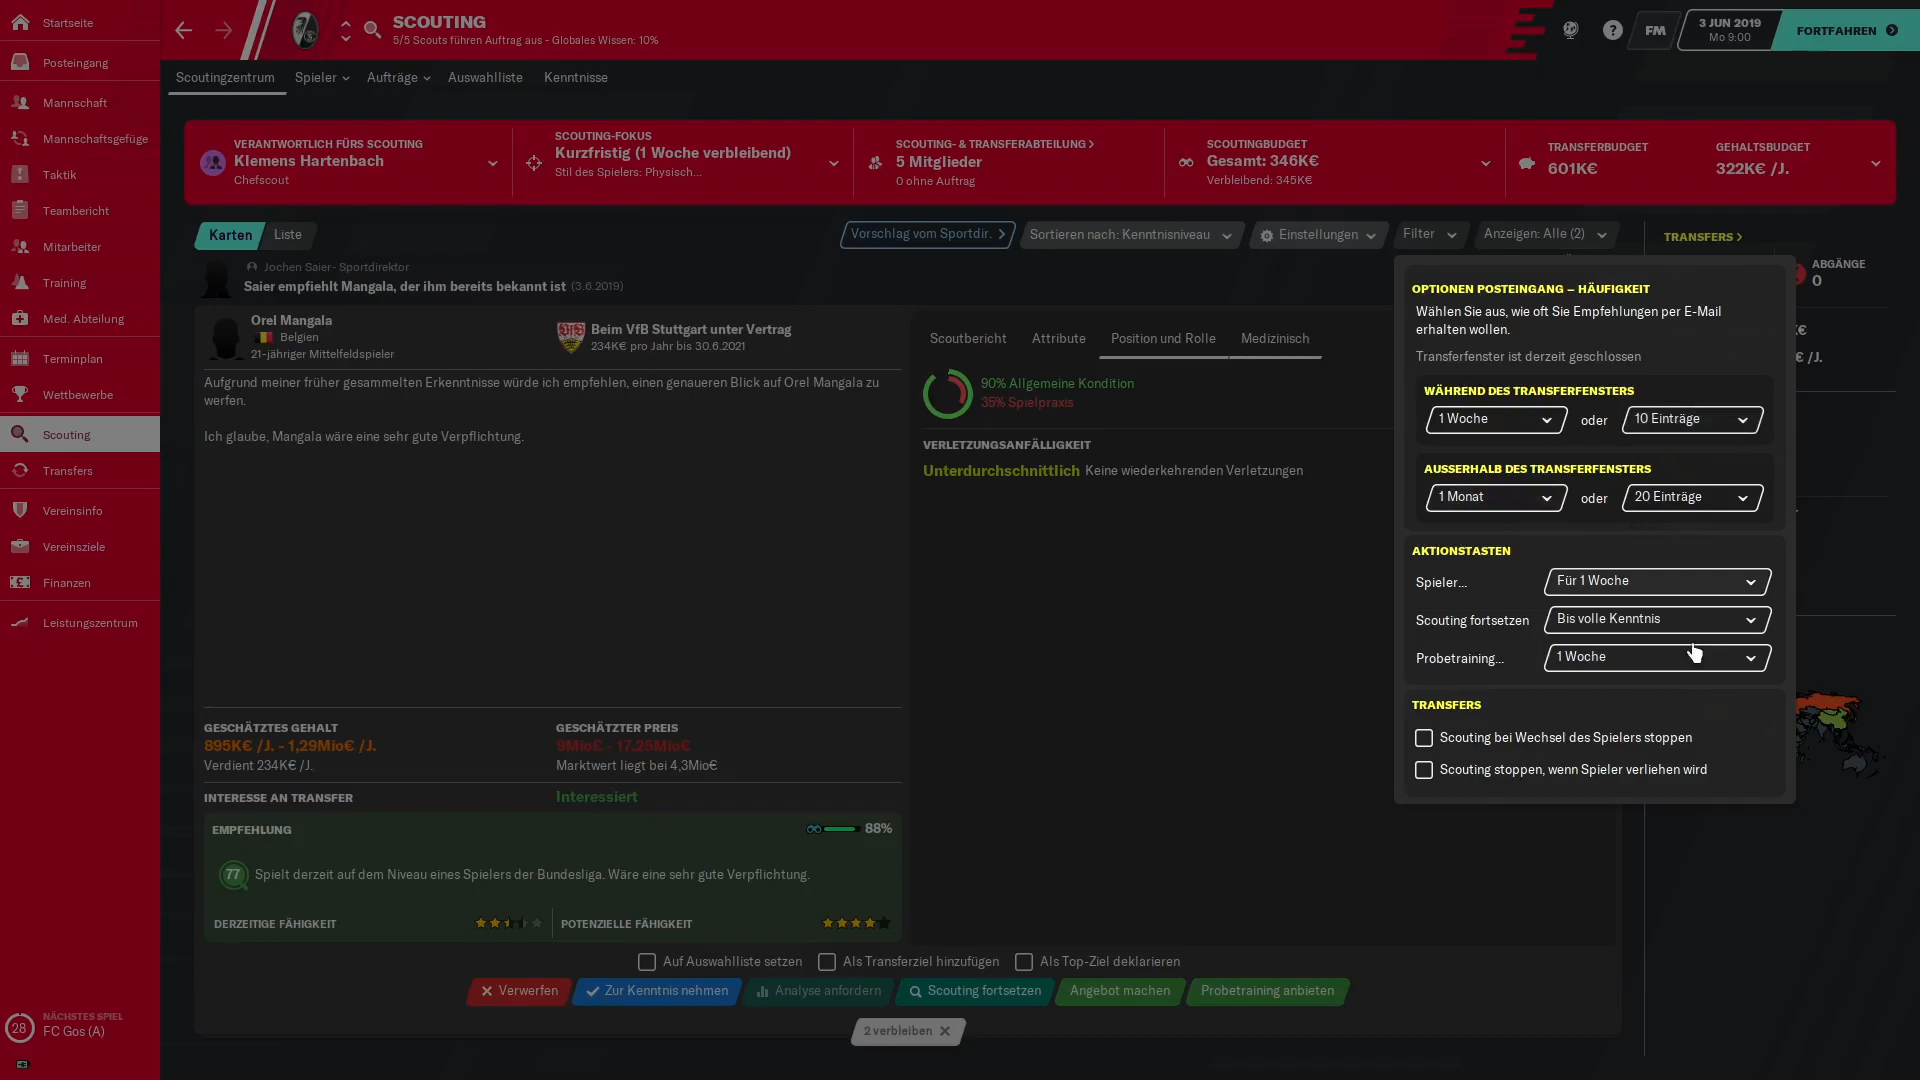 Startseite
Posteingang
Mannschaft
Mannschaftsgefüge
Taktik
Teambericht
Mitarbeiter
Training
Med. Abteilung
Terminplan
Wettbewerbe
Scouting
Transfers
Vereinsinfo
Vereinsziele
Finanzen
Leistungszentrum
28
NÄCHSTES SPIEL
FC Gos (A)
SCOUTING
5/5 Scouts führen Auftrag aus - Globales Wissen: 10%
?
FM
3 JUN 2019
Mo 9:00
FORTFAHREN
Scoutingzentrum Spieler Aufträge Auswahlliste Kenntnisse
VERANTWORTLICH FÜRS SCOUTING
Klemens Hartenbach
Chefscout
SCOUTING-FOKUS
Kurzfristig (1 Woche verbleibend)
Stil des Spielers: Physisch...
SCOUTING- & TRANSFERABTEILUNG >
5 Mitglieder
0 ohne Auftrag
SCOUTINGBUDGET
Gesamt: 346K€
Verbleibend: 345K€
TRANSFERBUDGET
601K€
GEHALTSBUDGET
322K€ /J.
Karten Liste
Vorschlag vom Sportdir. > Sortieren nach: Kenntnisniveau Einstellungen Filter Anzeigen: Alle (2)
TRANSFERS >
ABGÄNGE
0
Jochen Saier- Sportdirektor
Saier empfiehlt Mangala, der ihm bereits bekannt ist (3.6.2019)
Orel Mangala
Belgien
21-jähriger Mittelfeldspieler
Beim VfB Stuttgart unter Vertrag
234K€ pro Jahr bis 30.6.2021
Aufgrund meiner früher gesammelten Erkenntnisse würde ich empfehlen, einen genaueren Blick auf Orel Mangala zu
werfen.
Ich glaube, Mangala wäre eine sehr gute Verpflichtung.
Scoutbericht Attribute Position und Rolle Medizinisch
90% Allgemeine Kondition
35% Spielpraxis
VERLETZUNGSANFÄLLIGKEIT
Unterdurchschnittlich Keine wiederkehrenden Verletzungen
OPTIONEN POSTEINGANG – HÄUFIGKEIT
Wählen Sie aus, wie oft Sie Empfehlungen per E-Mail
erhalten wollen.
Transferfenster ist derzeit geschlossen
WÄHREND DES TRANSFERFENSTERS
1 Woche oder 10 Einträge
AUSSERHALB DES TRANSFERFENSTERS
1 Monat oder 20 Einträge
AKTIONSTASTEN
Spieler... Für 1 Woche
Scouting fortsetzen Bis volle Kenntnis
Probetraining... 1 Woche
TRANSFERS
Scouting bei Wechsel des Spielers stoppen
Scouting stoppen, wenn Spieler verliehen wird
€ /J.
GESCHÄTZTES GEHALT
895K€ /J. - 1,29Mio€ /J.
Verdient 234K€ /J.
GESCHÄTZTER PREIS
9Mio€ - 17,25Mio€
Marktwert liegt bei 4,3Mio€
INTERESSE AN TRANSFER Interessiert
EMPFEHLUNG 88%
77 Spielt derzeit auf dem Niveau eines Spielers der Bundesliga. Wäre eine sehr gute Verpflichtung.
DERZEITIGE FÄHIGKEIT POTENZIELLE FÄHIGKEIT
Auf Auswahlliste setzen Als Transferziel hinzufügen Als Top-Ziel deklarieren
Verwerfen Zur Kenntnis nehmen Analyse anfordern Scouting fortsetzen Angebot machen Probetraining anbieten
2 verbleiben